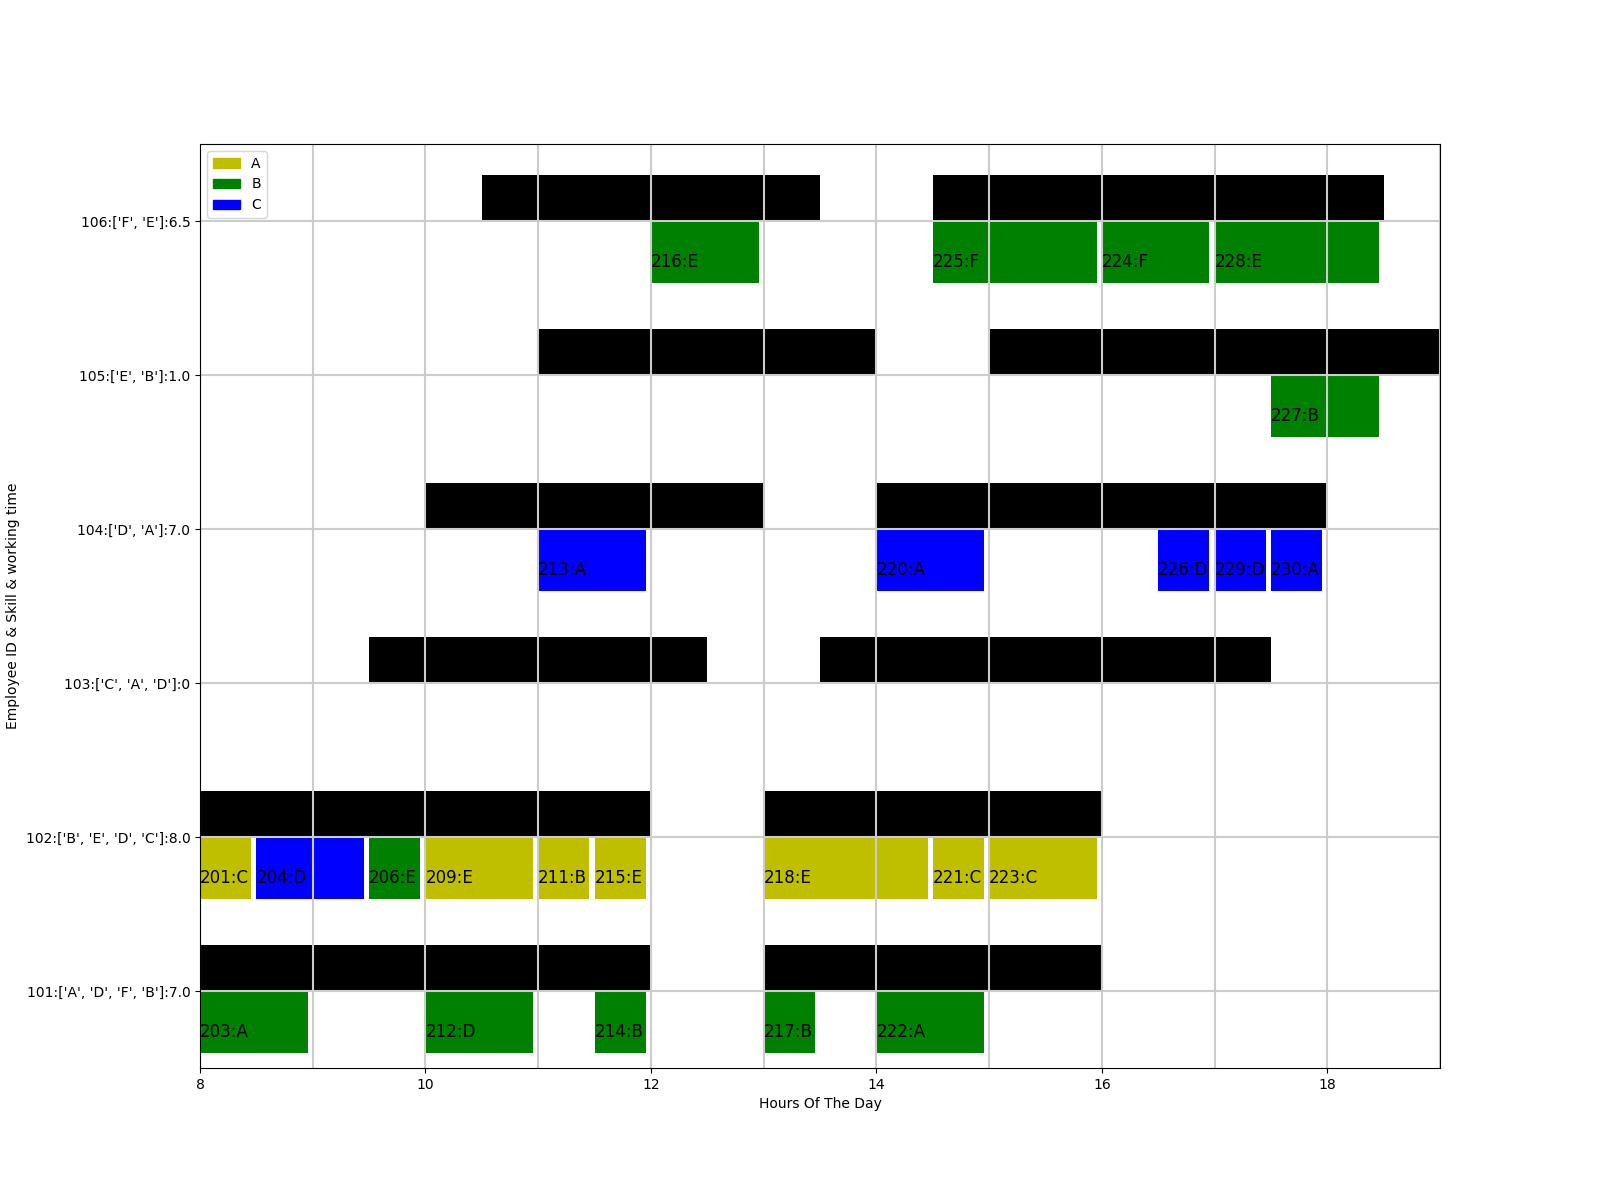 A
B
C
106:['F', 'E']:6.5
216:E 225:F 224:F 228:E
105:['E', 'B']:1.0
227:B
104:['D', 'A']:7.0
213:A 220:A 226:D 229:D 230:A
103:['C', 'A', 'D']:0
102:['B', 'E', 'D', 'C']:8.0
201:C 204:D 206:E 209:E 211:B 215:E 218:E 221:C 223:C
101:['A', 'D', 'F', 'B']:7.0
203:A 212:D 214:B 217:B 222:A
8 10 12 14 16 18
Hours Of The Day
Employee ID & Skill & working time